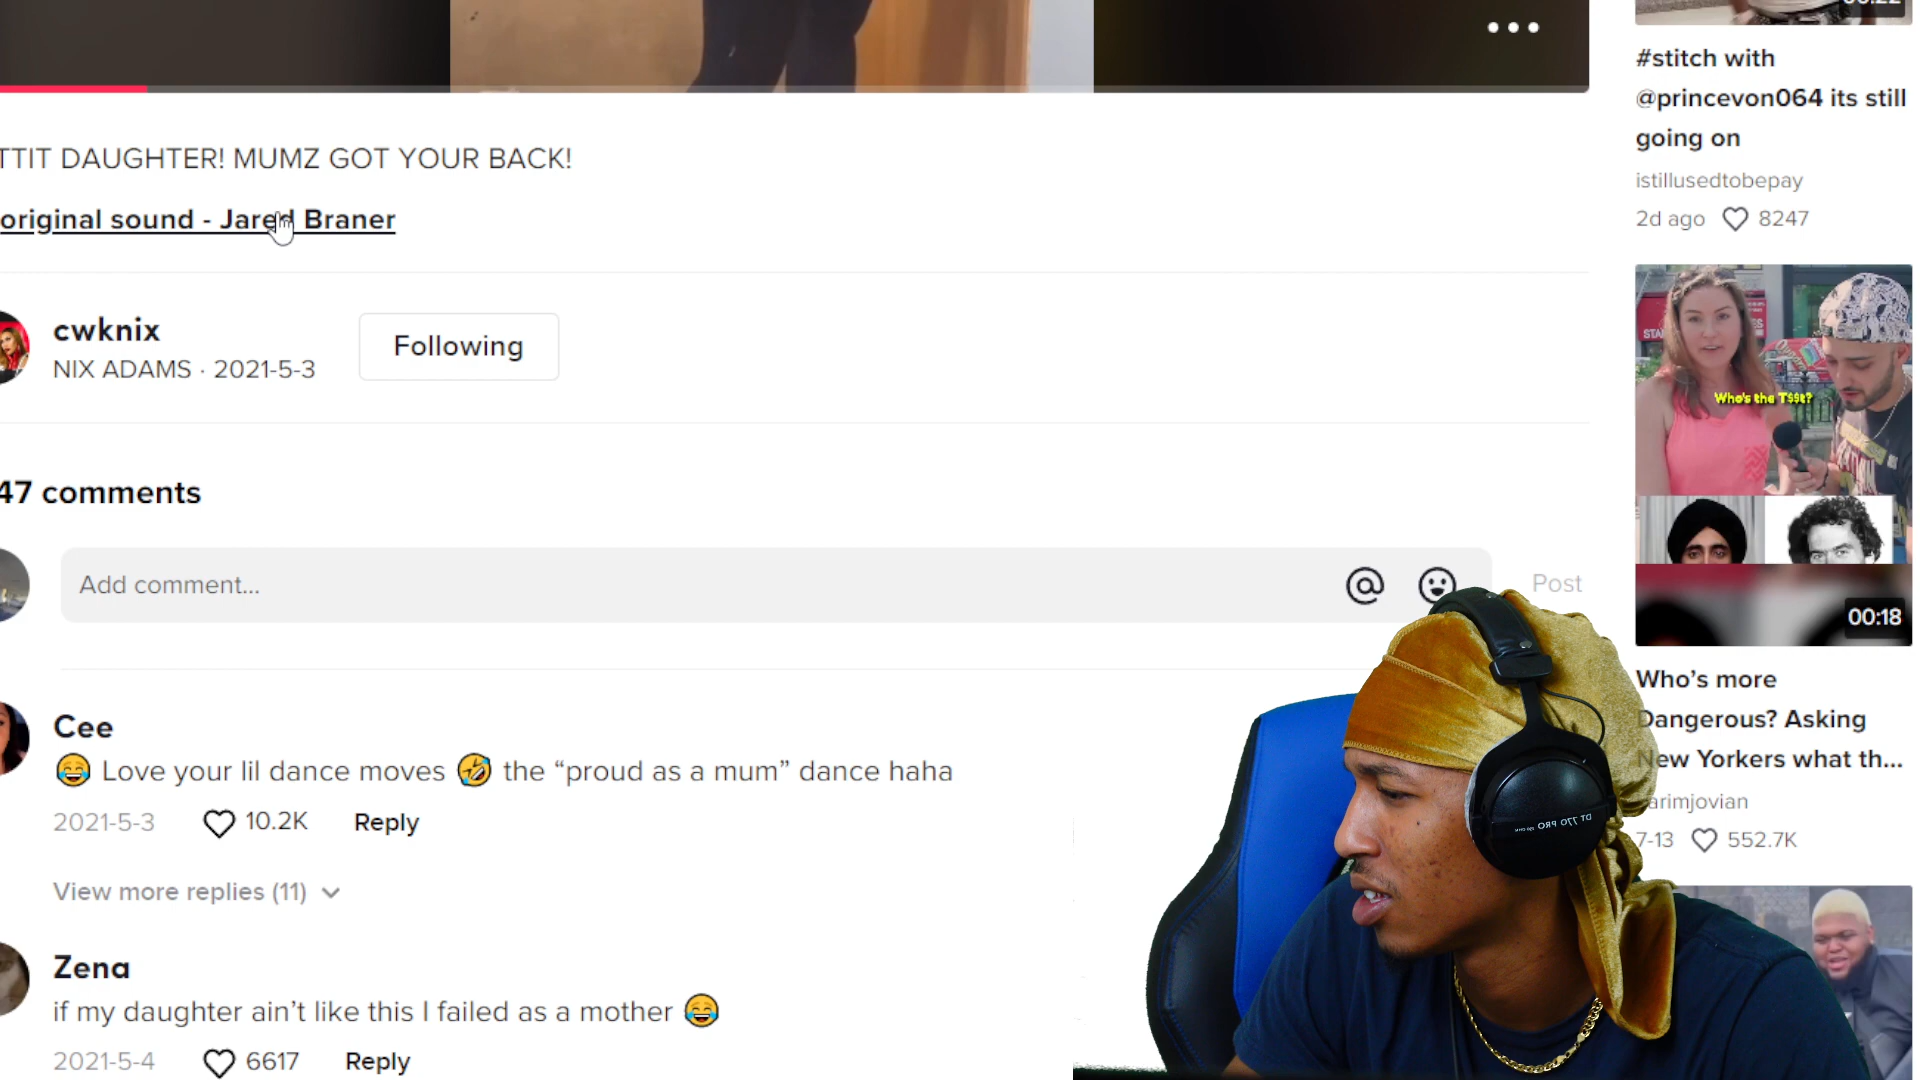 #stitch with
@princevon064 its still
going on
istillusedtobepay
2d ago 8247
TTIT DAUGHTER! MUMZ GOT YOUR BACK!
original sound - Jared Braner
cwknix
NIX ADAMS · 2021-5-3
Following
47 comments
Add comment...
Post
Cee
😂 Love your lil dance moves 🤣 the “proud as a mum” dance haha
2021-5-3 10.2K Reply
View more replies (11)
Zena
if my daughter ain’t like this I failed as a mother 😂
2021-5-4 6617 Reply
Who's the T$$t?
00:18
Who’s more
Dangerous? Asking
New Yorkers what th...
arimjovian
7-13 552.7K
DT 770 PRO